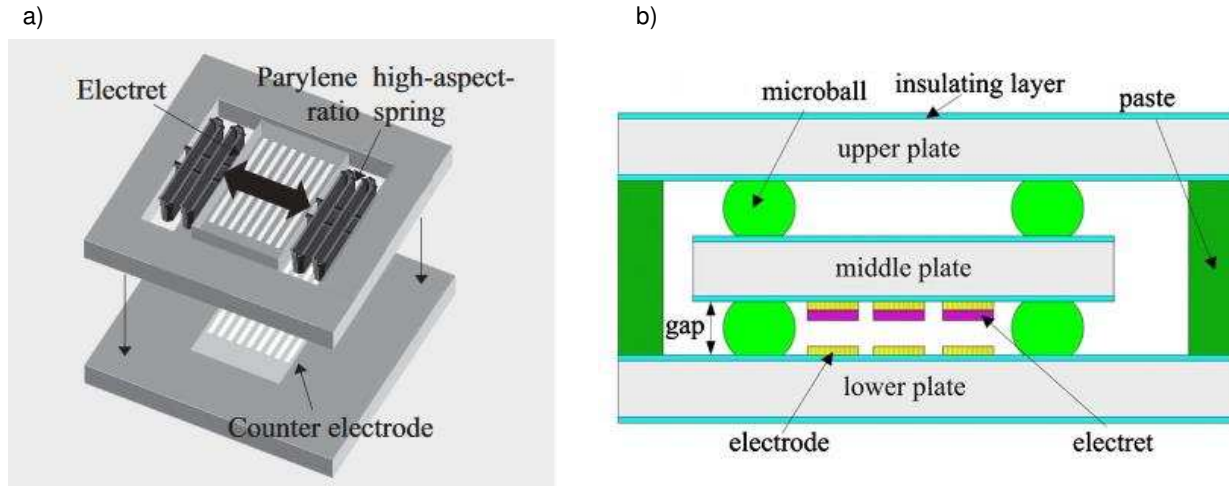 a)
Electret
Parylene high-aspect-
ratio spring
Counter electrode
b)
microball
insulating layer
paste
upper plate
middle plate
gap
lower plate
electrode
electret